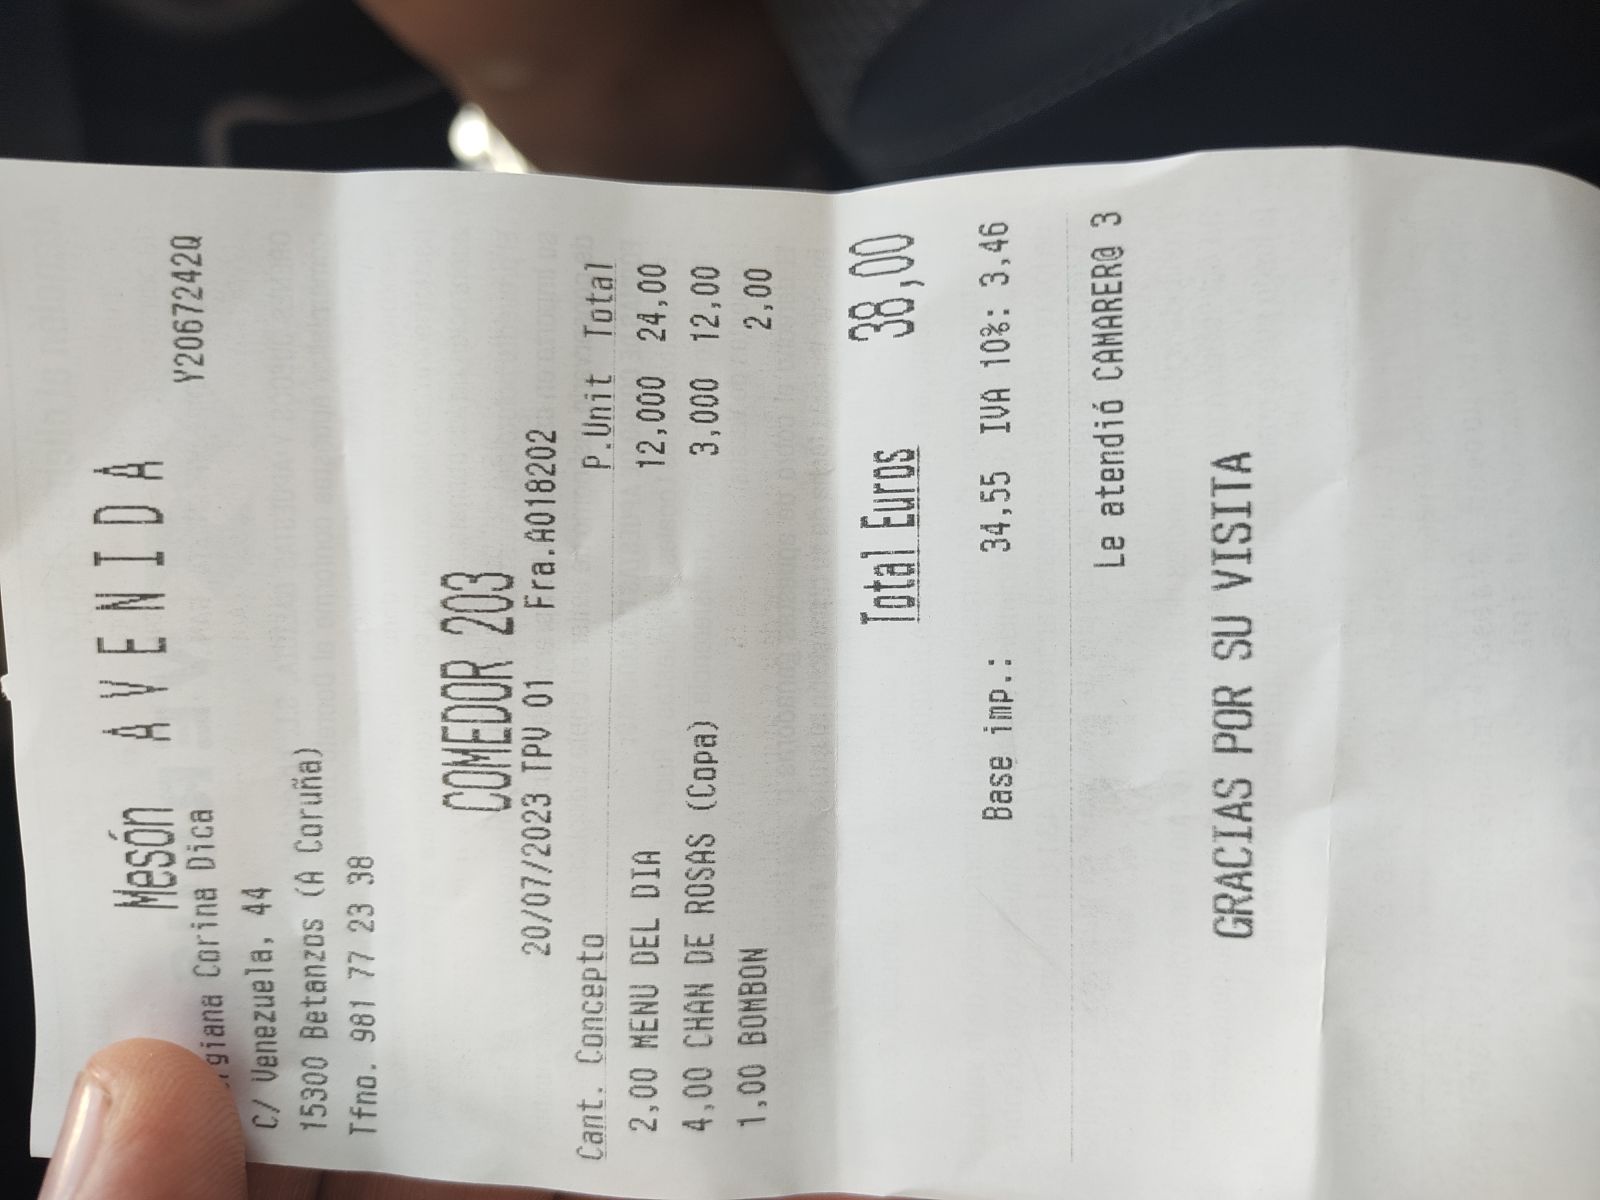 Mesón AVENIDA
Corina Dica Y2067242Q
C/ Venezuela, 44
15300 Betanzos (A Coruña)
Tfno. 981 77 23 38
COMEDOR 203
20/07/2023 TPV 01 Fra.A018202
Cant. Concepto P.Unit Total
2,00 MENU DEL DIA 12,000 24,00
4,00 CHAN DE ROSAS (Copa) 3,000 12,00
1,00 BOMBON 2,00
Total Euros 38,00
Base imp.: 34,55 IVA 10%: 3,46
Le atendió CAMARER@ 3
GRACIAS POR SU VISITA